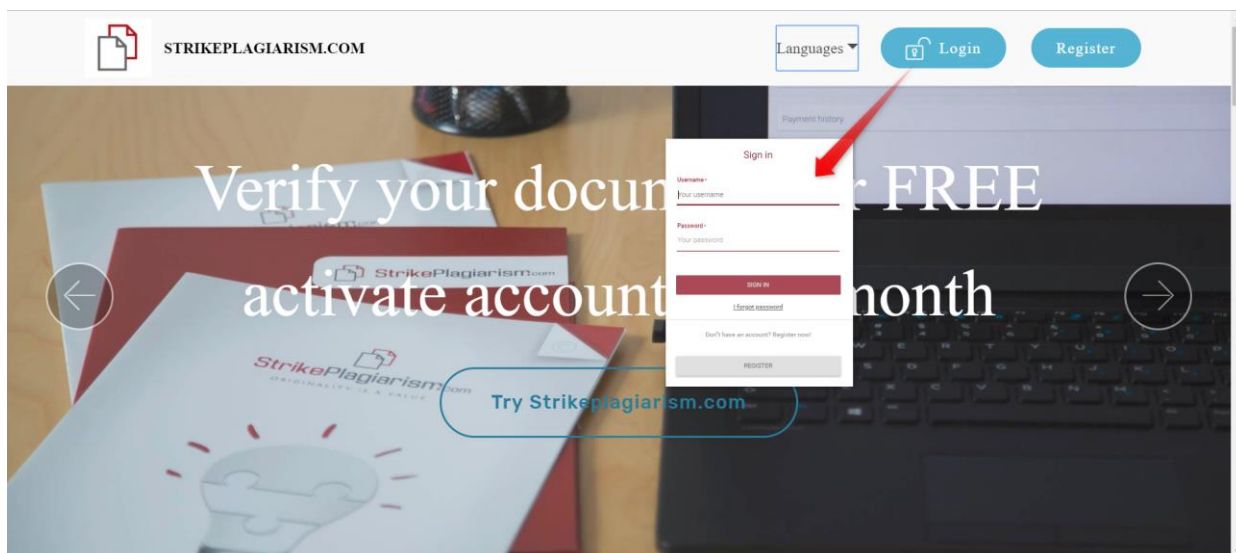 STRIKEPLAGIARISM.COM
Languages
Login
Register
Payment history
Verify your docum r FREE
activate account month
Try Strikeplagiarism.com
Sign in
Username
Your username
Password
Your password
SIGN IN
I forgot password
Don't have an account? Register now!
REGISTER
StrikePlagiarism.com
StrikePlagiarism.com
ORIGINALITY IS A VALUE